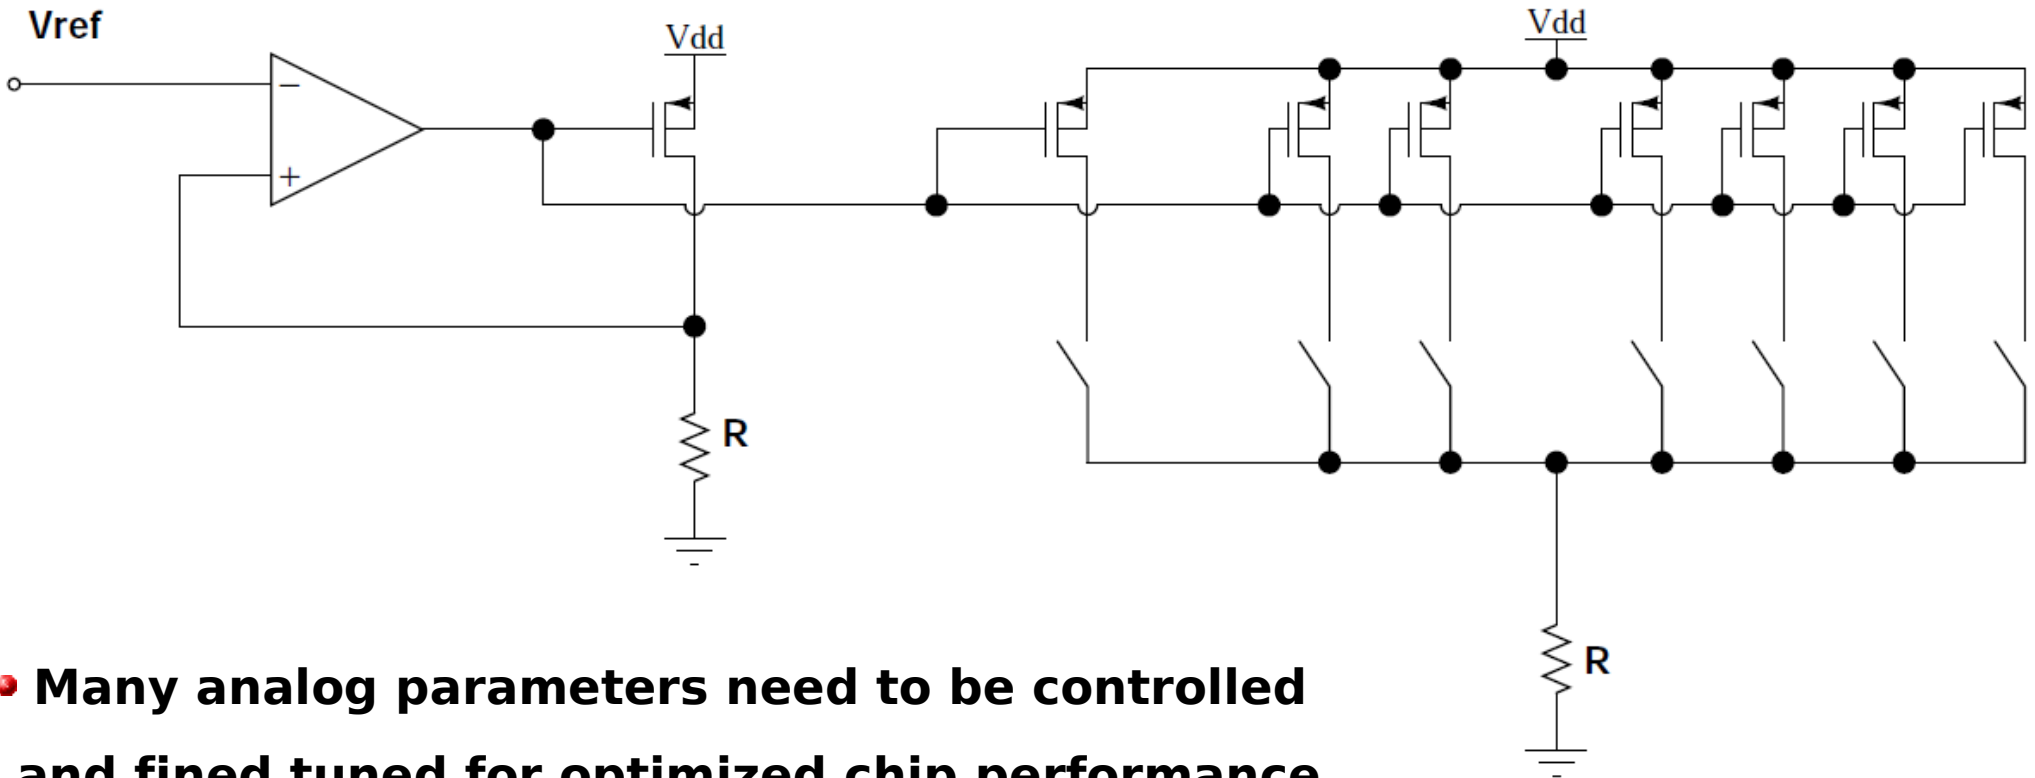 Vref
Vdd
Vdd
−
+
R
R
Many analog parameters need to be controlled
and fined tuned for optimized chip performance